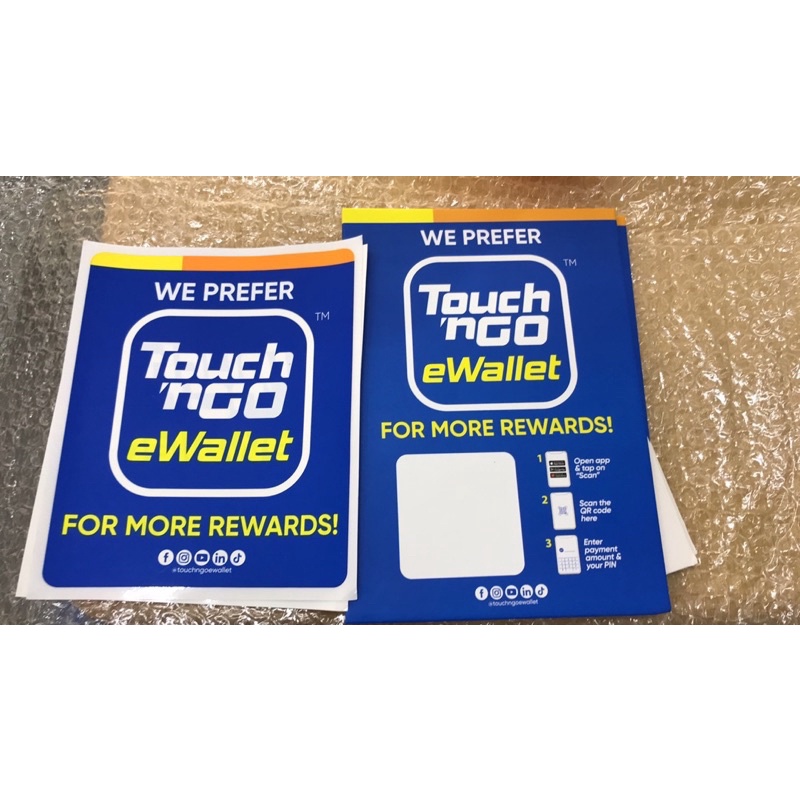 WE PREFER
TM
Touch
'nGO
eWallet
FOR MORE REWARDS!
@touchngoewallet
WE PREFER
TM
Touch
'nGO
eWallet
FOR MORE REWARDS!
1 Open app
& tap on
"Scan"
2 Scan the
QR code
here
3 Enter
payment
amount &
your PIN
@touchngoewallet